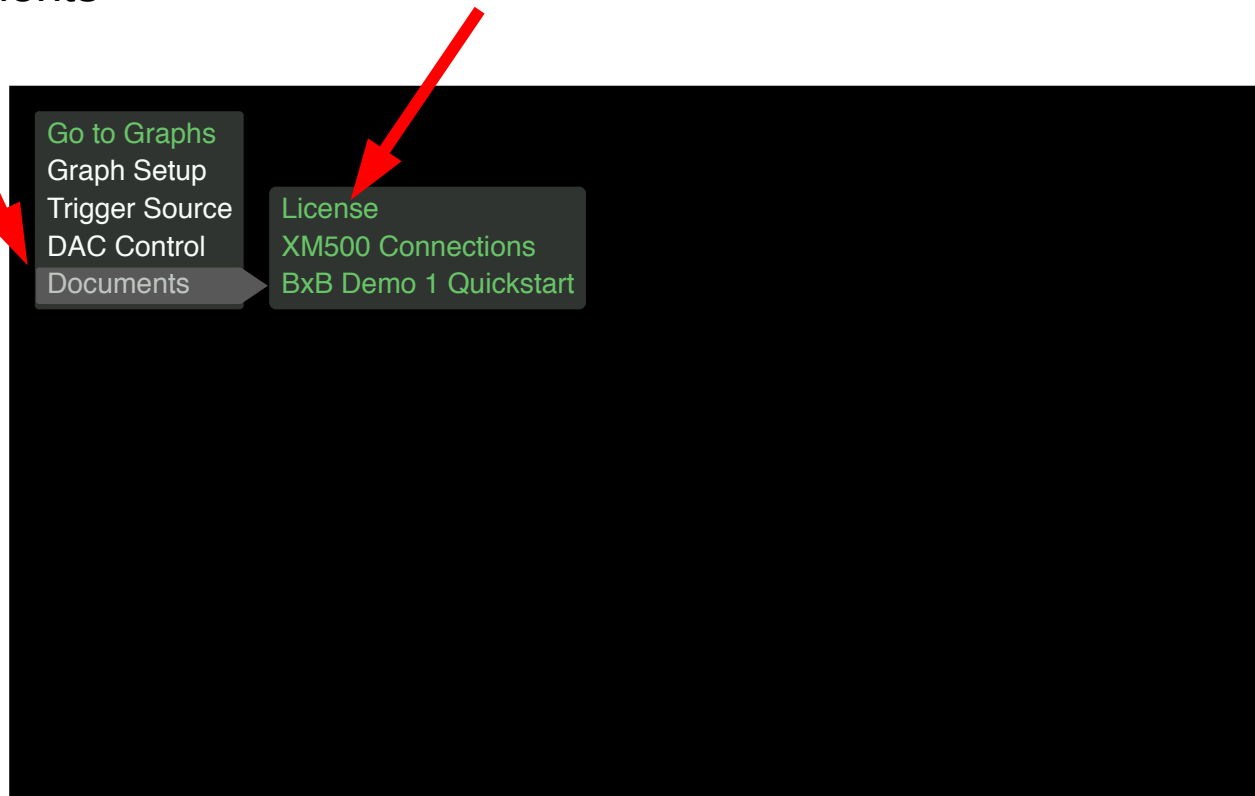 Go to Graphs
Graph Setup
Trigger Source
DAC Control
Documents
License
XM500 Connections
BxB Demo 1 Quickstart